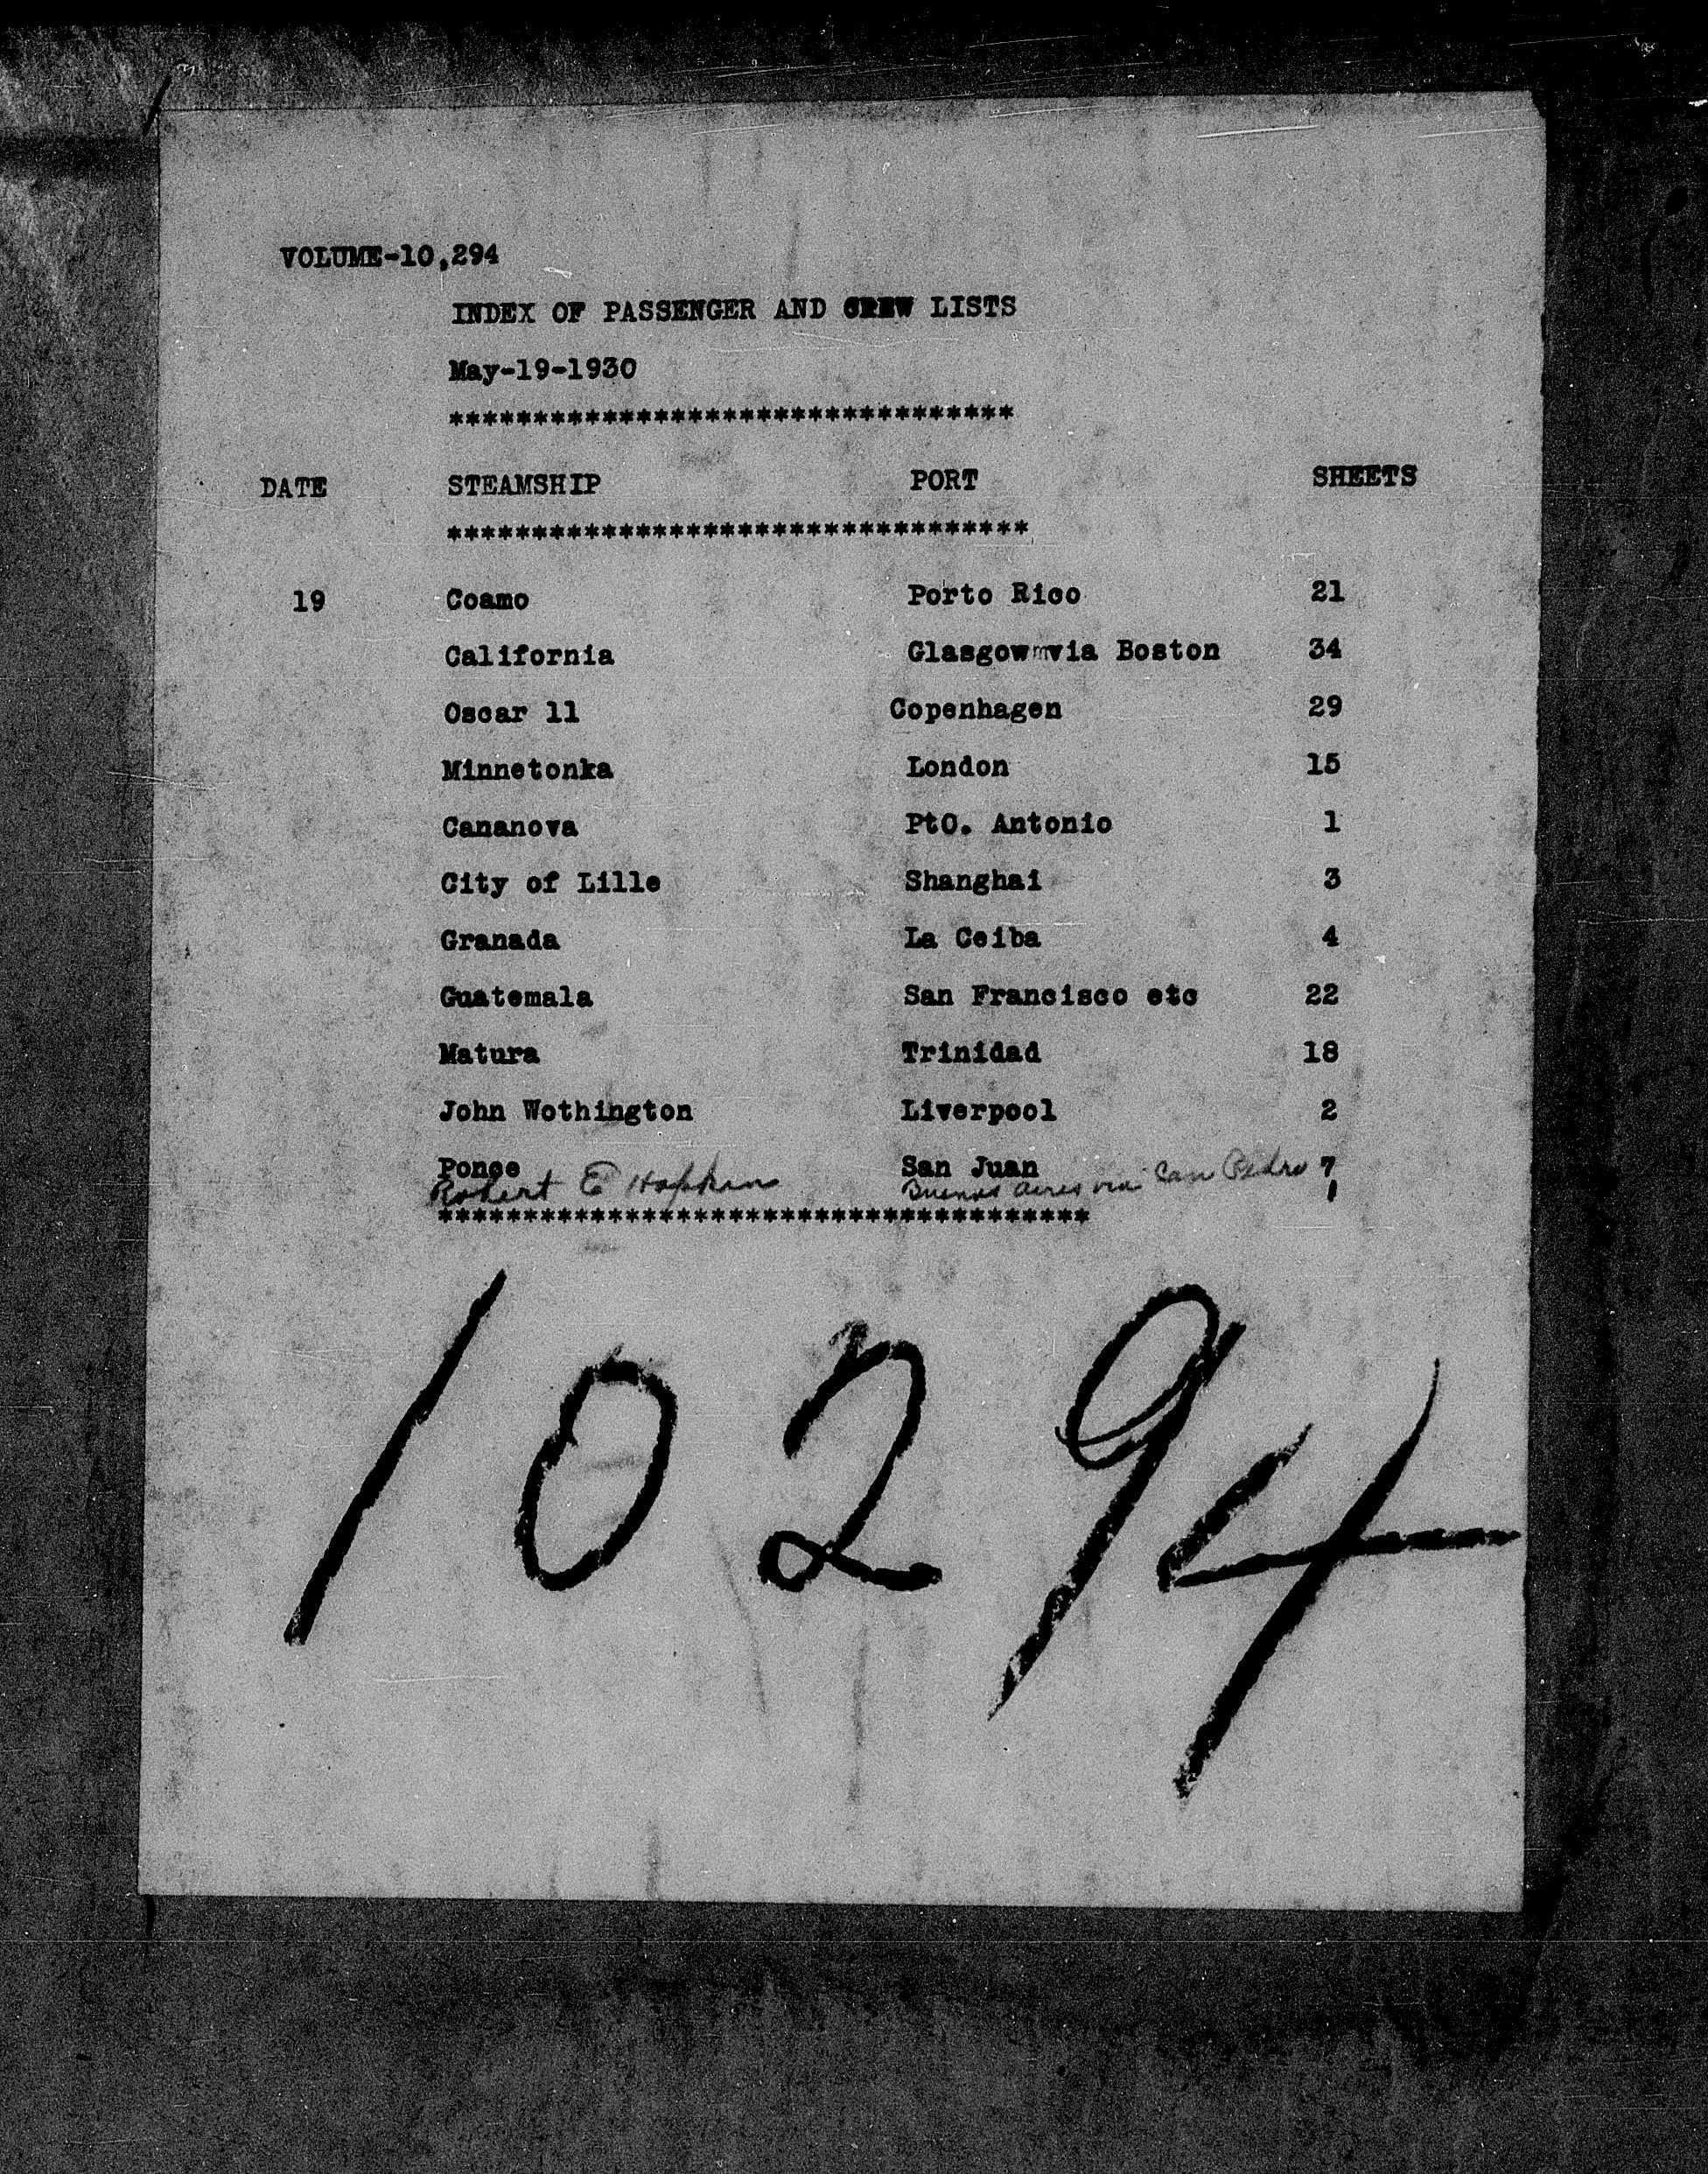 VOLUME-10,294
INDEX OF PASSENGER AND CREW LISTS
May-19-1930
*********************************
DATE STEAMSHIP PORT SHEETS
**********************************
19 Coamo Porto Rico 21
California Glasgow via Boston 34
Oscar 11 Copenhagen 29
Minnetonka London 15
Cananova PtO. Antonio 1
City of Lille Shanghai 3
Granada La Ceiba 4
Guatemala San Francisco etc 22
Matura Trinidad 18
John Wothington Liverpool 2
Ponce San Juan 7
Robert E Hopkins Buenos Aires via San Pedro 1
**************************************
10294